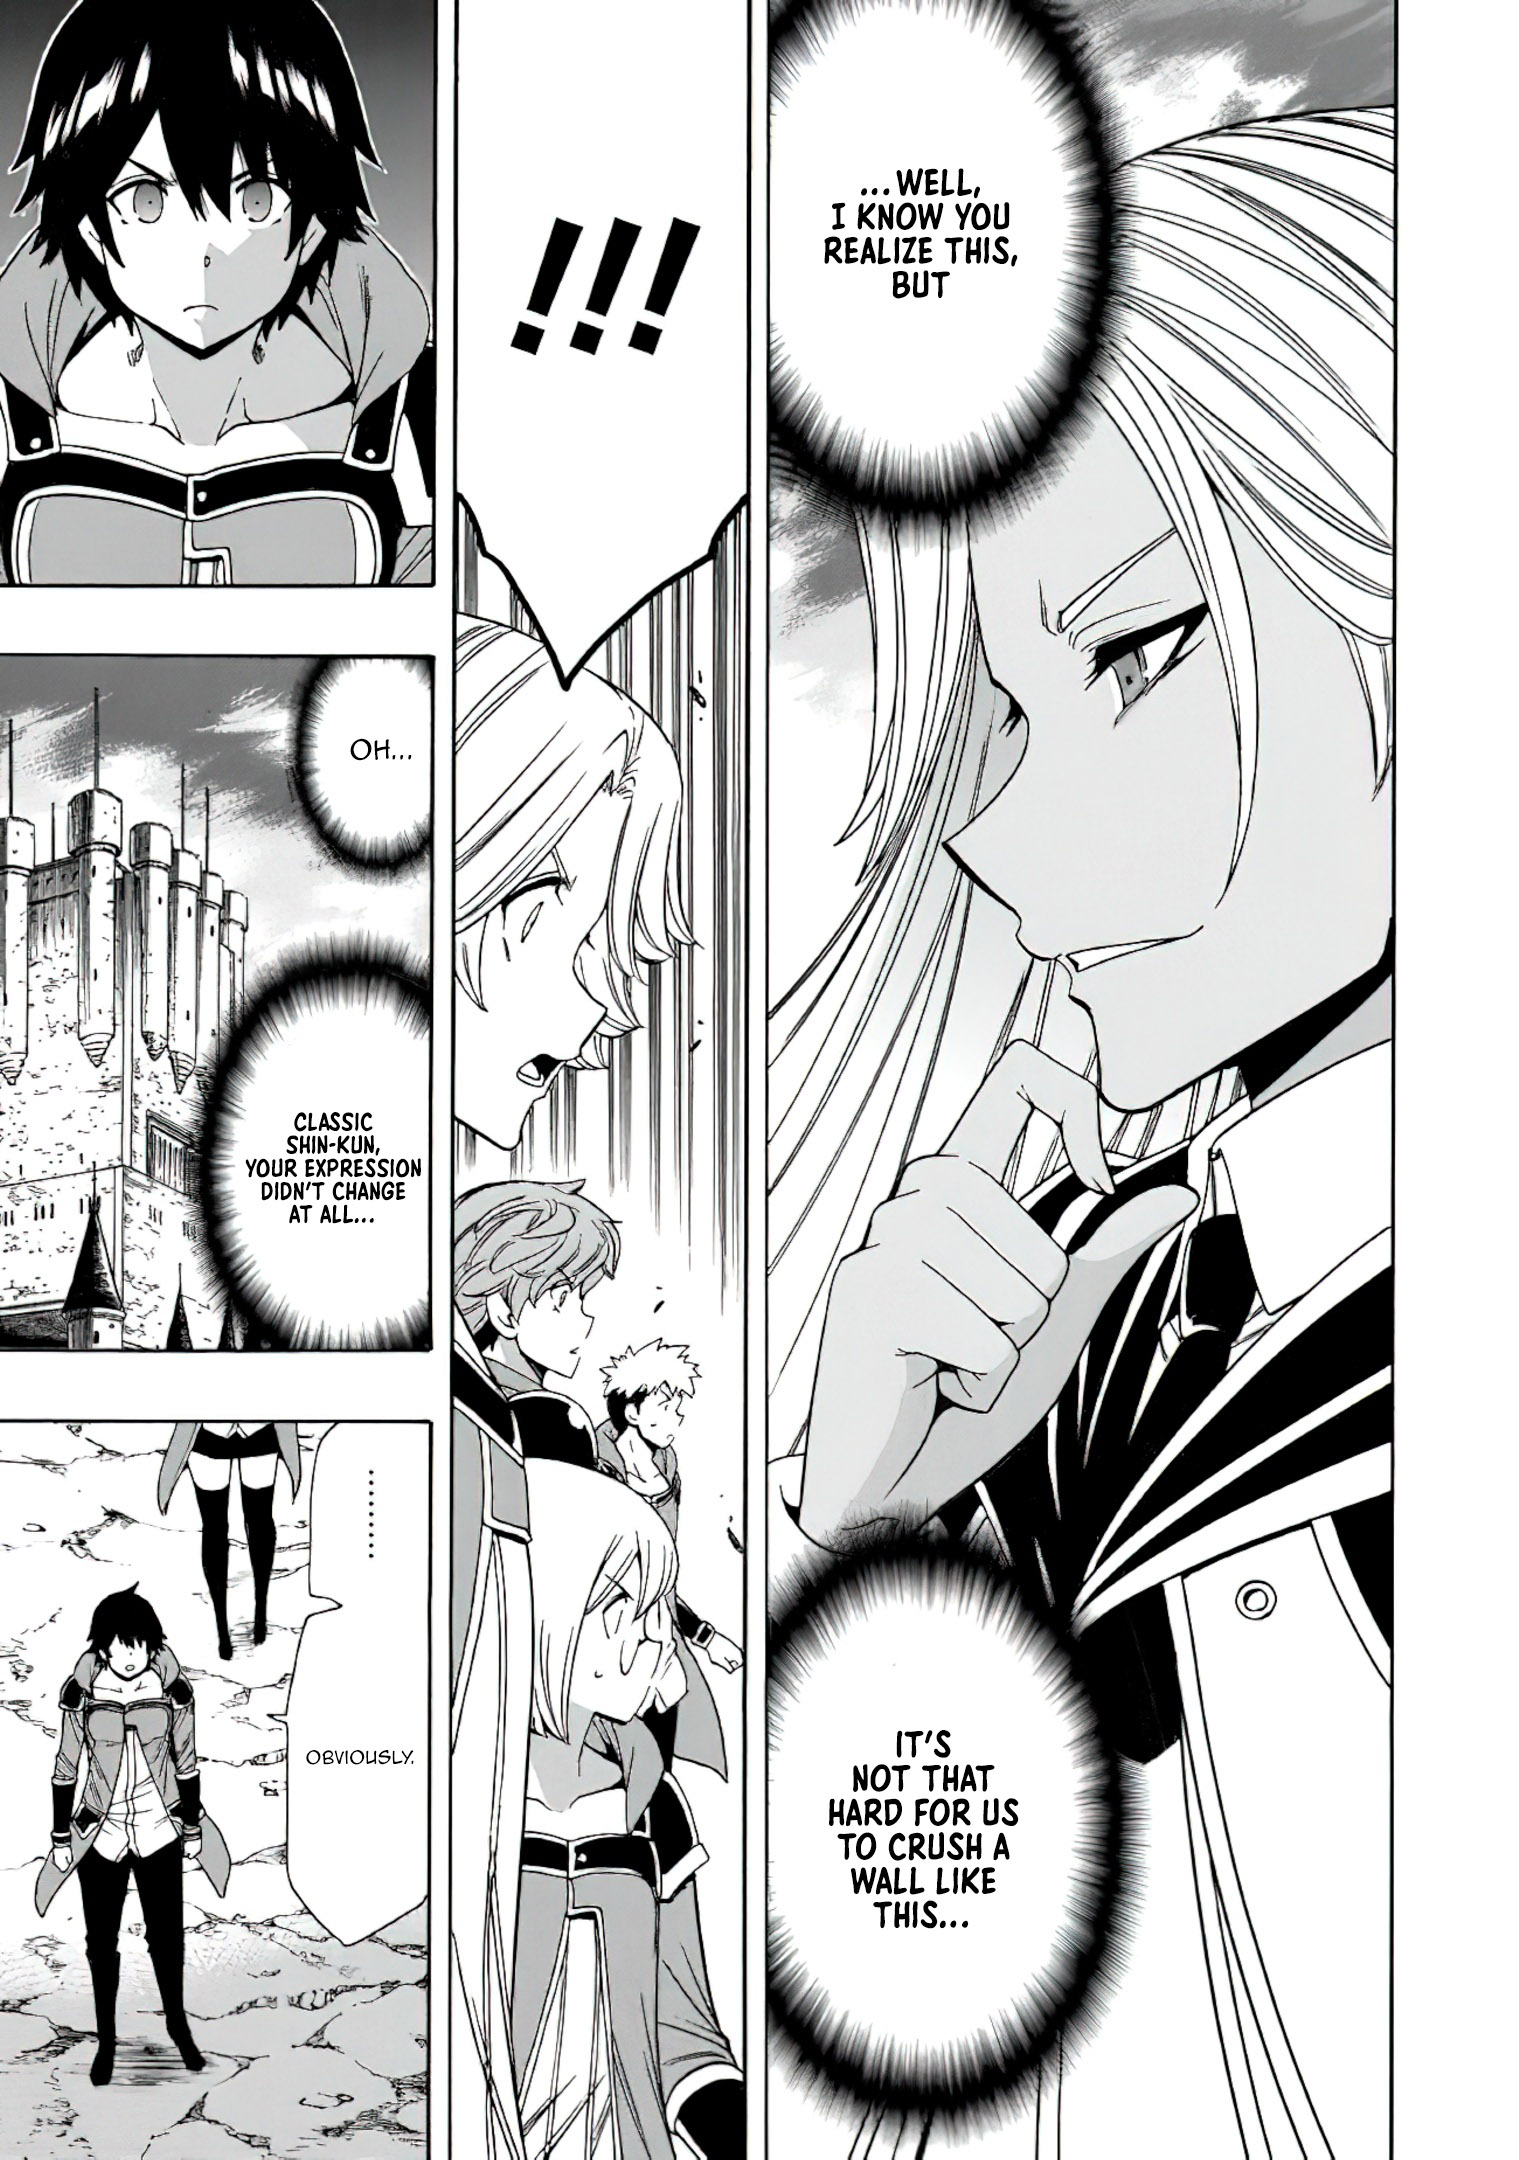 ...WELL,
I KNOW YOU
REALIZE THIS,
BUT
IT'S
NOT THAT
HARD FOR US
TO CRUSH A
WALL LIKE
THIS...
!!!
OH...
CLASSIC
SHIN-KUN,
YOUR EXPRESSION
DIDN'T CHANGE
AT ALL...
.........
OBVIOUSLY.